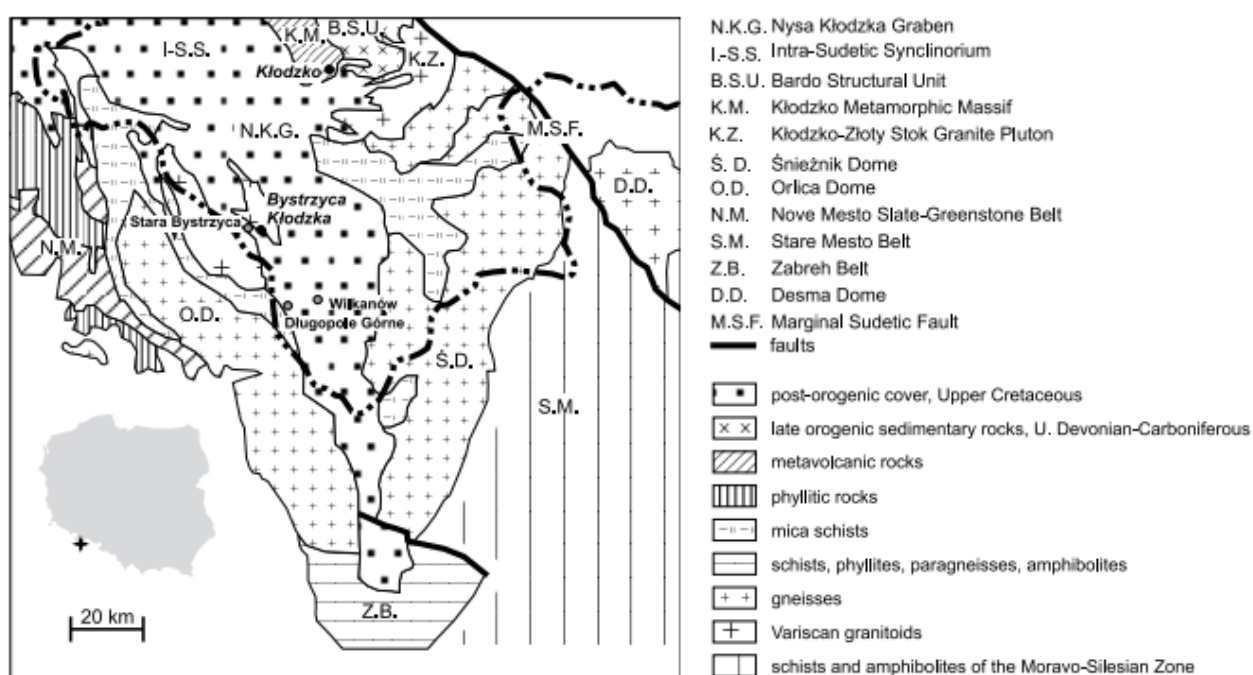 K.M.
B.S.U.
I-S.S.
K.Z.
Kłodzko
N.K.G.
M.S.F.
D.D.
Bystrzyca
Kłodzka
Stara Bystrzyca
N.M.
Wilkanów
O.D.
Długopole Górne
Ś.D.
S.M.
20 km
Z.B.
N.K.G. Nysa Kłodzka Graben
I.-S.S. Intra-Sudetic Synclinorium
B.S.U. Bardo Structural Unit
K.M. Kłodzko Metamorphic Massif
K.Z. Kłodzko-Złoty Stok Granite Pluton
Ś. D. Śnieżnik Dome
O.D. Orlica Dome
N.M. Nove Mesto Slate-Greenstone Belt
S.M. Stare Mesto Belt
Z.B. Zabreh Belt
D.D. Desma Dome
M.S.F. Marginal Sudetic Fault
faults
post-orogenic cover, Upper Cretaceous
late orogenic sedimentary rocks, U. Devonian-Carboniferous
metavolcanic rocks
phyllitic rocks
mica schists
schists, phyllites, paragneisses, amphibolites
gneisses
Variscan granitoids
schists and amphibolites of the Moravo-Silesian Zone